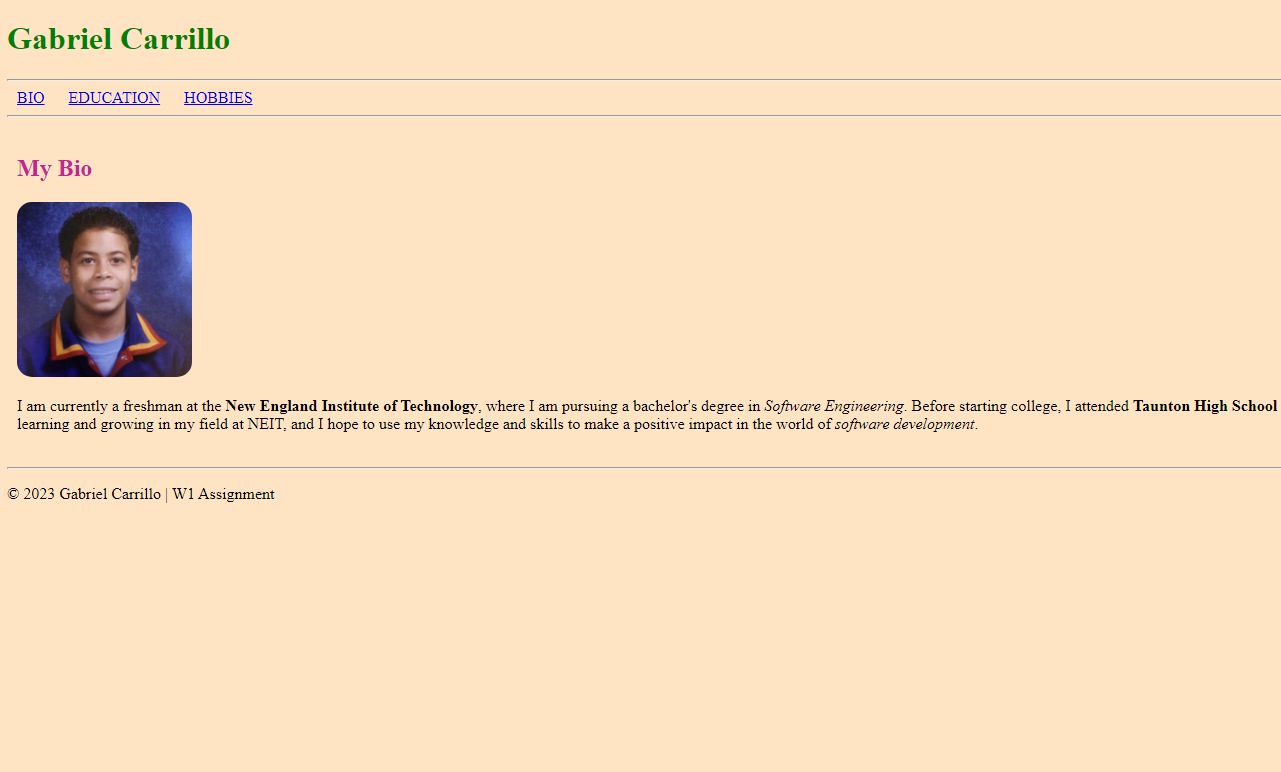 Gabriel Carrillo
BIO EDUCATION HOBBIES
My Bio
I am currently a freshman at the New England Institute of Technology, where I am pursuing a bachelor's degree in Software Engineering. Before starting college, I attended Taunton High School
learning and growing in my field at NEIT, and I hope to use my knowledge and skills to make a positive impact in the world of software development.
© 2023 Gabriel Carrillo | W1 Assignment